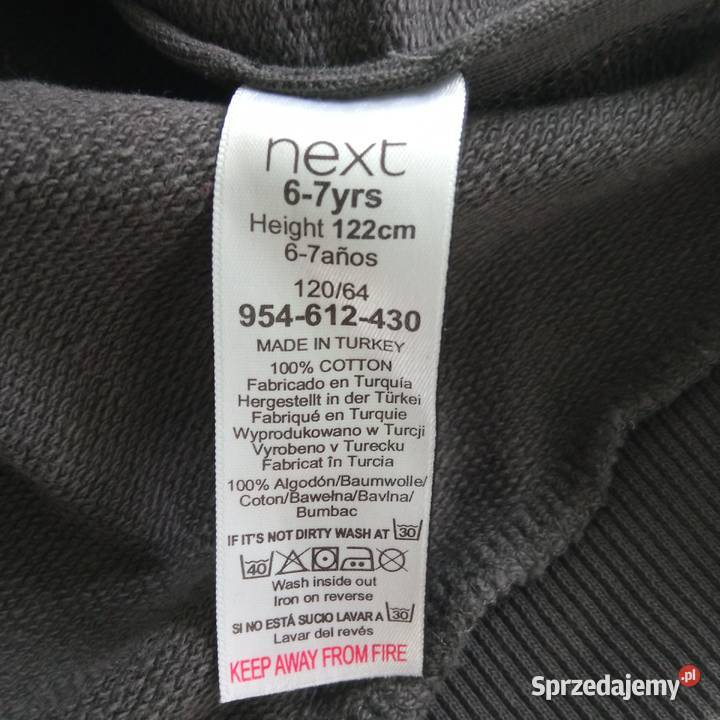 next
6-7yrs
Height 122cm
6-7años
120/64
954-612-430
MADE IN TURKEY
100% COTTON
Fabricado en Turquía
Hergestellt in der Türkei
Fabriqué en Turquie
Wyprodukowano w Turcji
Vyrobeno v Turecku
Fabricat în Turcia
100% Algodón/Baumwolle/
Coton/Bawełna/Bavlna/
Bumbac
IF IT'S NOT DIRTY WASH AT 30
40
Wash inside out
Iron on reverse
SI NO ESTÁ SUCIO LAVAR A 30
Lavar del revés
KEEP AWAY FROM FIRE
Sprzedajemy.pl